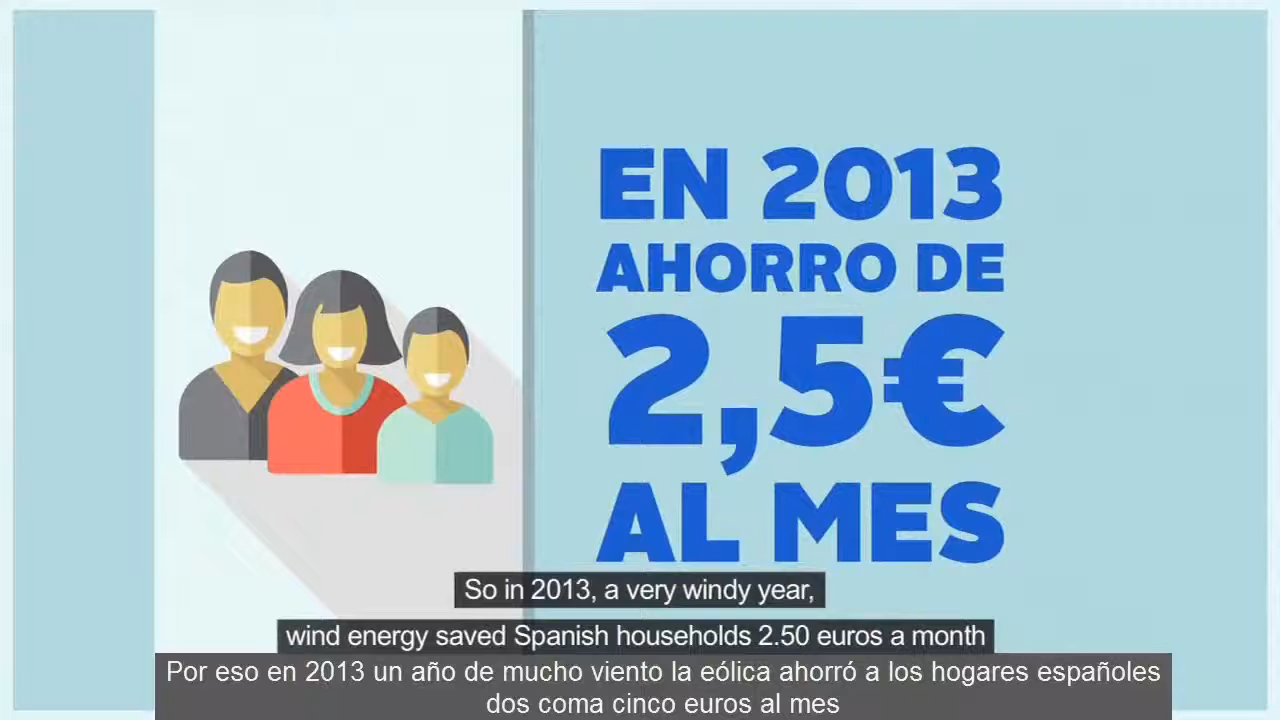 EN 2013
AHORRO DE
2,5€
AL MES
So in 2013, a very windy year,
wind energy saved Spanish households 2.50 euros a month
Por eso en 2013 un año de mucho viento la eólica ahorró a los hogares españoles
dos coma cinco euros al mes